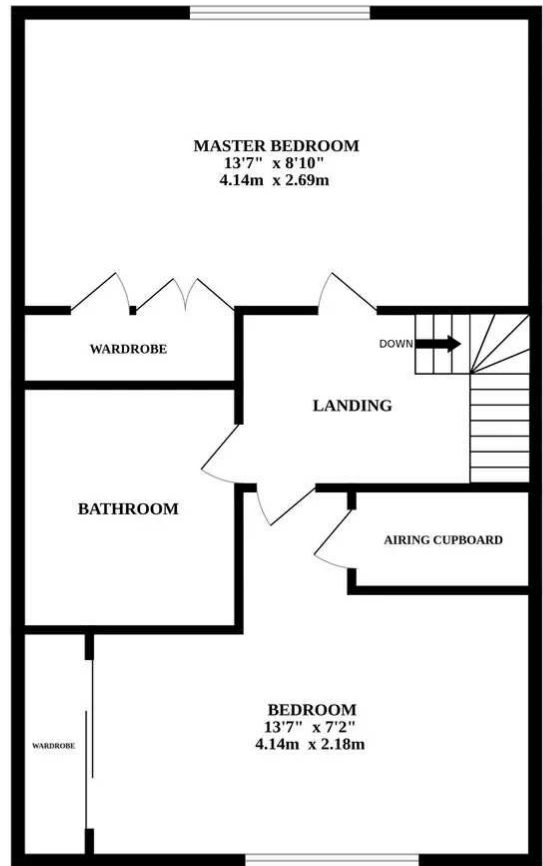 MASTER BEDROOM
13'7" x 8'10"
4.14m x 2.69m
WARDROBE
DOWN
LANDING
BATHROOM
AIRING CUPBOARD
BEDROOM
13'7" x 7'2"
4.14m x 2.18m
WARDROBE